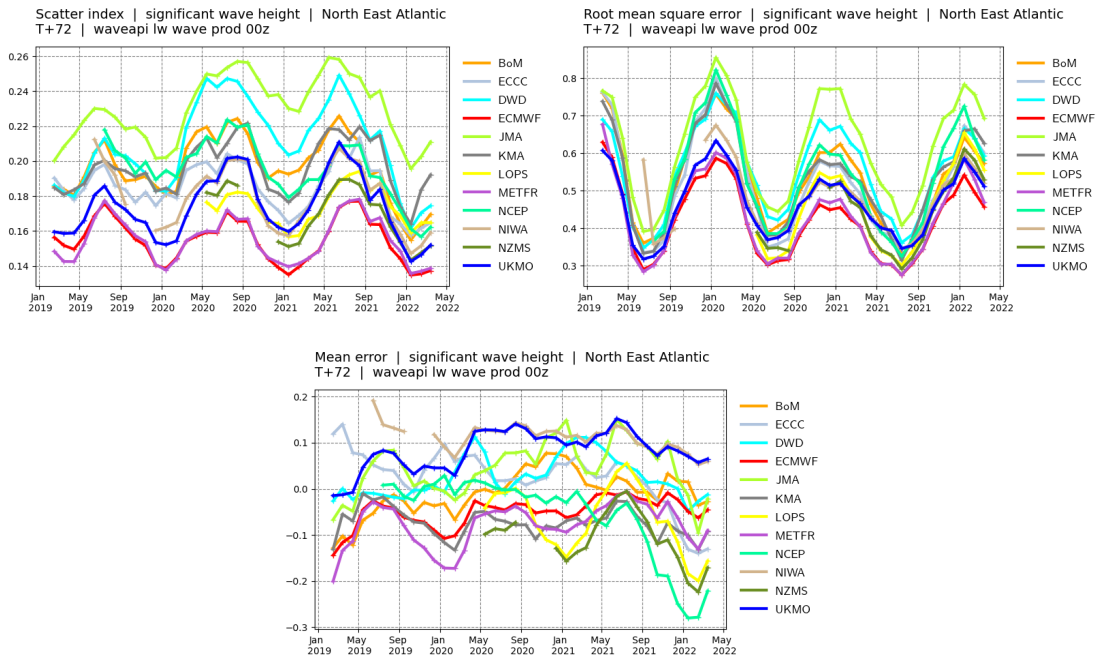 Scatter index | significant wave height | North East Atlantic
T+72 | waveapi lw wave prod 00z
0.26
0.24
0.22
0.20
0.18
0.16
0.14
Jan May Sep Jan May Sep Jan May Sep Jan May
2019 2019 2019 2020 2020 2020 2021 2021 2021 2022 2022
BoM
ECCC
DWD
ECMWF
JMA
KMA
LOPS
METFR
NCEP
NIWA
NZMS
UKMO
Root mean square error | significant wave height | North East Atlantic
T+72 | waveapi lw wave prod 00z
0.8
0.7
0.6
0.5
0.4
0.3
Jan May Sep Jan May Sep Jan May Sep Jan May
2019 2019 2019 2020 2020 2020 2021 2021 2021 2022 2022
BoM
ECCC
DWD
ECMWF
JMA
KMA
LOPS
METFR
NCEP
NIWA
NZMS
UKMO
Mean error | significant wave height | North East Atlantic
T+72 | waveapi lw wave prod 00z
0.2
0.1
0.0
−0.1
−0.2
−0.3
Jan May Sep Jan May Sep Jan May Sep Jan May
2019 2019 2019 2020 2020 2020 2021 2021 2021 2022 2022
BoM
ECCC
DWD
ECMWF
JMA
KMA
LOPS
METFR
NCEP
NIWA
NZMS
UKMO